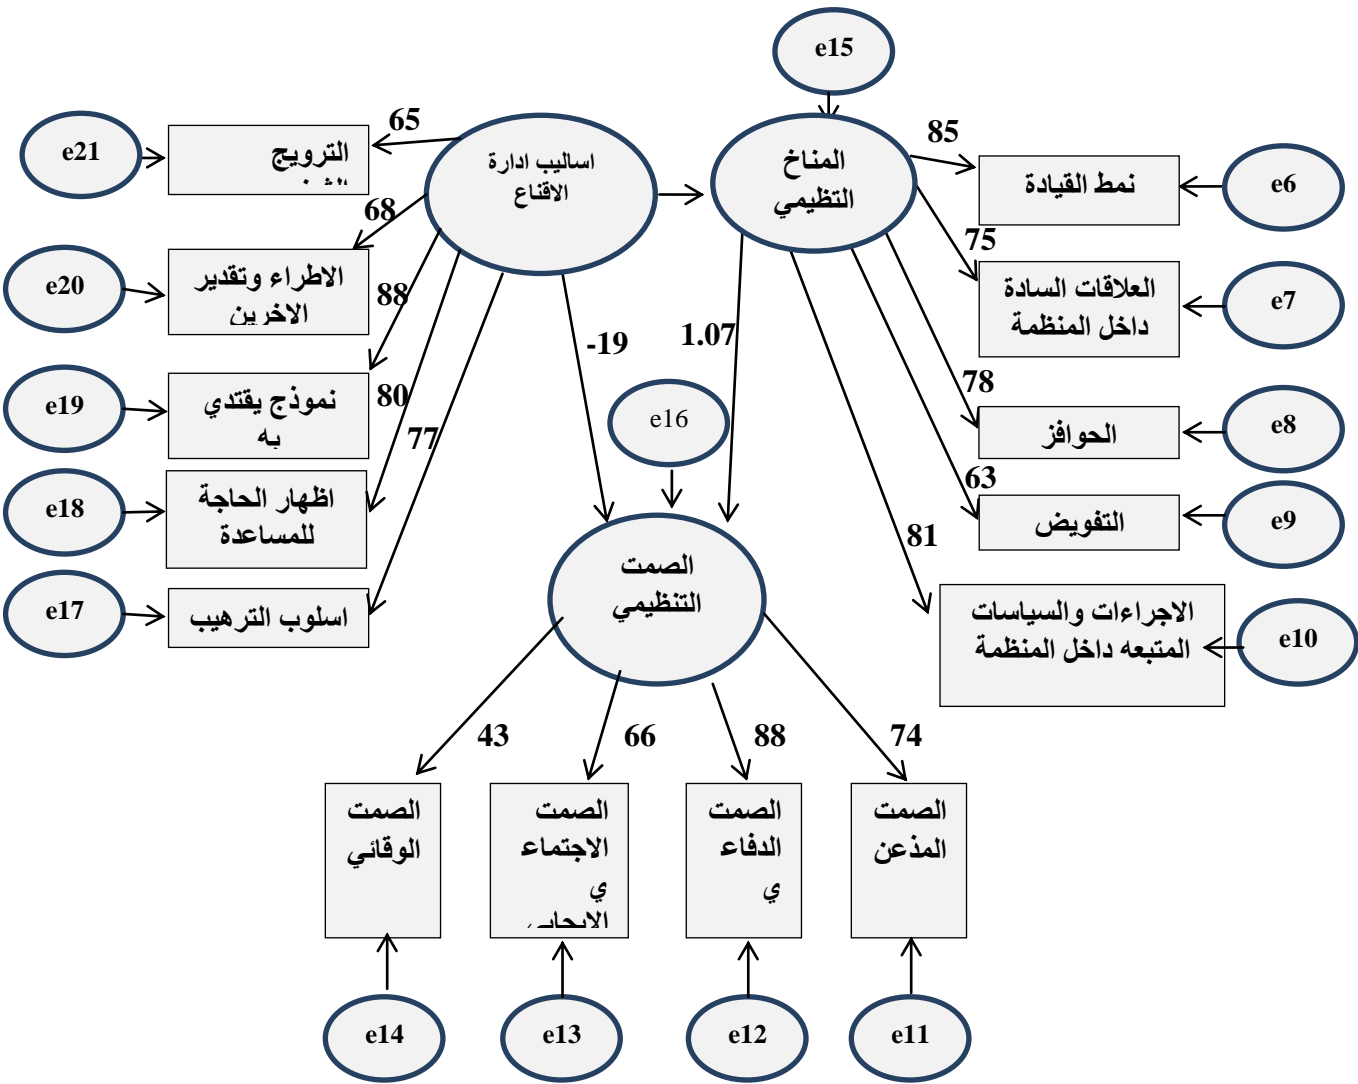 e15
65
85
e21
الترويج
اساليب ادارة
الاقناع
المناخ
التظيمي
نمط القيادة
e6
68
75
e20
الاطراء وتقدير
الاخرين
88
العلاقات السادة
داخل المنظمة
e7
-19
1.07
e19
نموذج يقتدي
به
80
78
e16
الحوافز
e8
77
63
e18
اظهار الحاجة
للمساعدة
التفويض
e9
81
e17
اسلوب الترهيب
الصمت
التنظيمي
الاجراءات والسياسات
المتبعه داخل المنظمة
e10
43
66
88
74
الصمت
الوقائي
الصمت
الاجتماع
ي
الايجابي
الصمت
الدفاع
ي
الصمت
المذعن
e14
e13
e12
e11